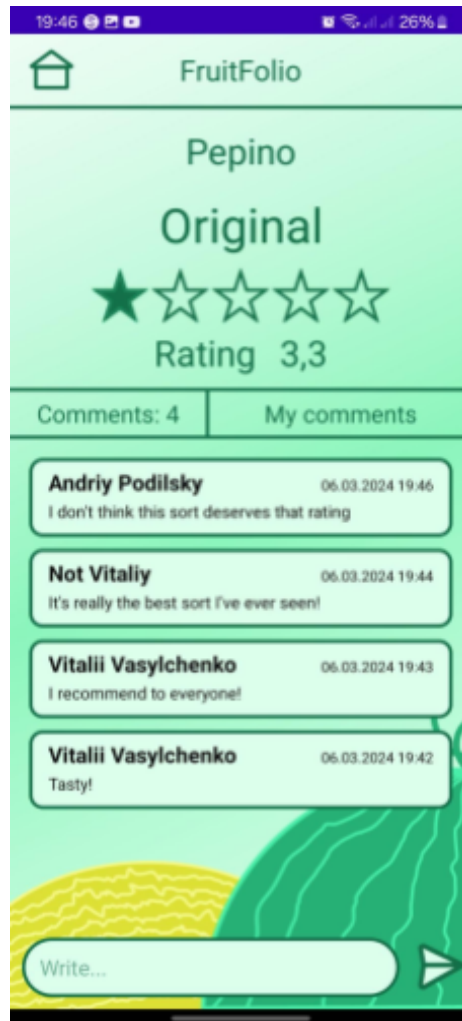 19:46 26%
FruitFolio
Pepino
Original
Rating 3,3
Comments: 4 My comments
Andriy Podilsky 06.03.2024 19:46
I don't think this sort deserves that rating
Not Vitaliy 06.03.2024 19:44
It's really the best sort I've ever seen!
Vitalii Vasylchenko 06.03.2024 19:43
I recommend to everyone!
Vitalii Vasylchenko 06.03.2024 19:42
Tasty!
Write...